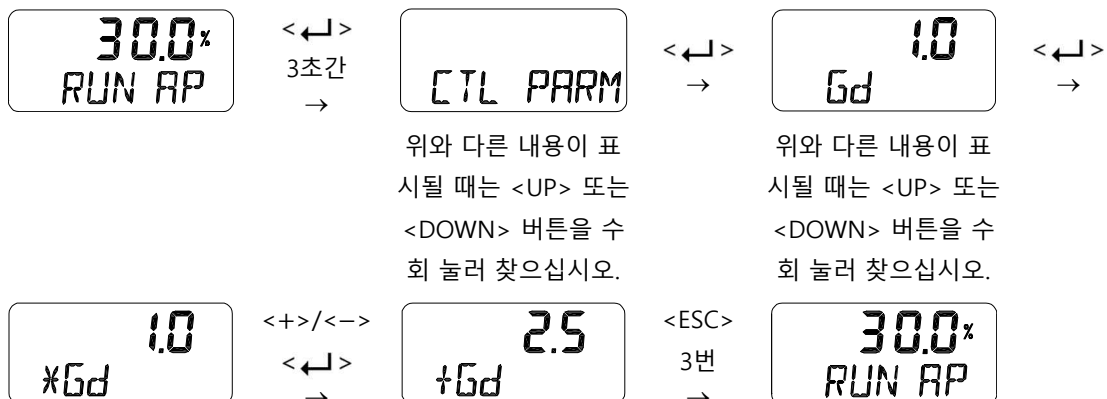 30.0%
RUN AP
< ↵ >
3초간
→
CTL PARM
< ↵ >
→
1.0
Gd
< ↵ >
→
위와 다른 내용이 표
시될 때는 <UP> 또는
<DOWN> 버튼을 수
회 눌러 찾으십시오.
위와 다른 내용이 표
시될 때는 <UP> 또는
<DOWN> 버튼을 수
회 눌러 찾으십시오.
1.0
*Gd
<+>/<−>
< ↵ >
→
2.5
+Gd
<ESC>
3번
→
30.0%
RUN AP